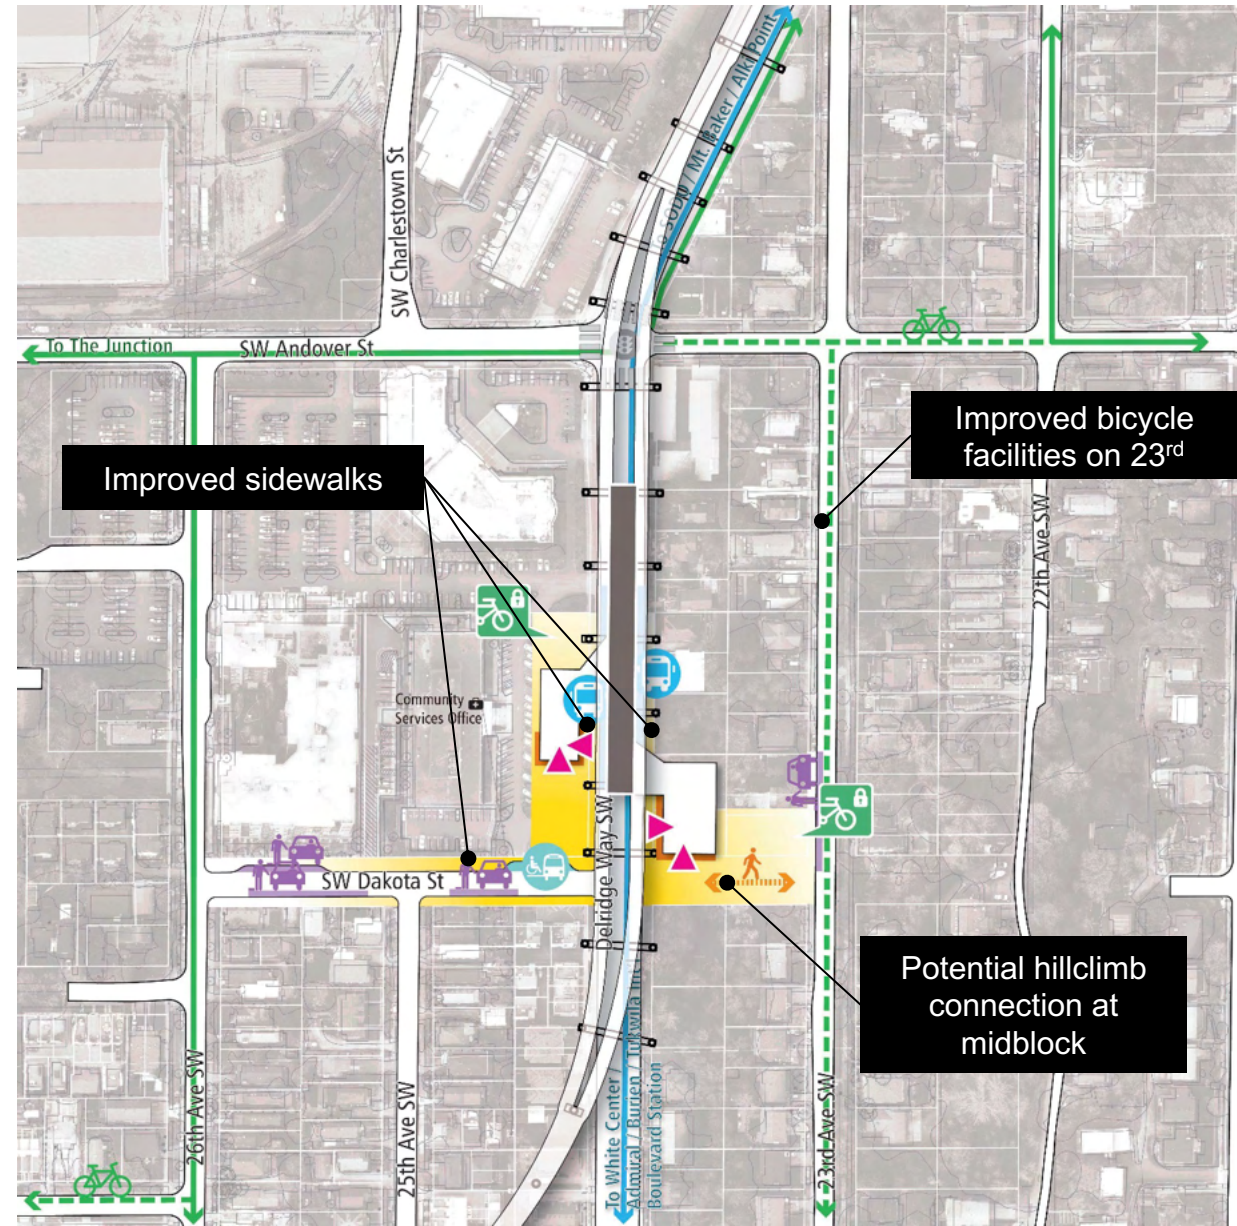 SW Charlestown St
to SODO / Mt. Baker / Alki Point
To The Junction
SW Andover St
Improved bicycle
facilities on 23rd
Improved sidewalks
22th Ave SW
Community
Services Office
Delridge Way SW
SW Dakota St
Potential hillclimb
connection at
midblock
26th Ave SW
25th Ave SW
To White Center /
Admiral / Burien / Tukwila Int'l
Boulevard Station
23rd Ave SW